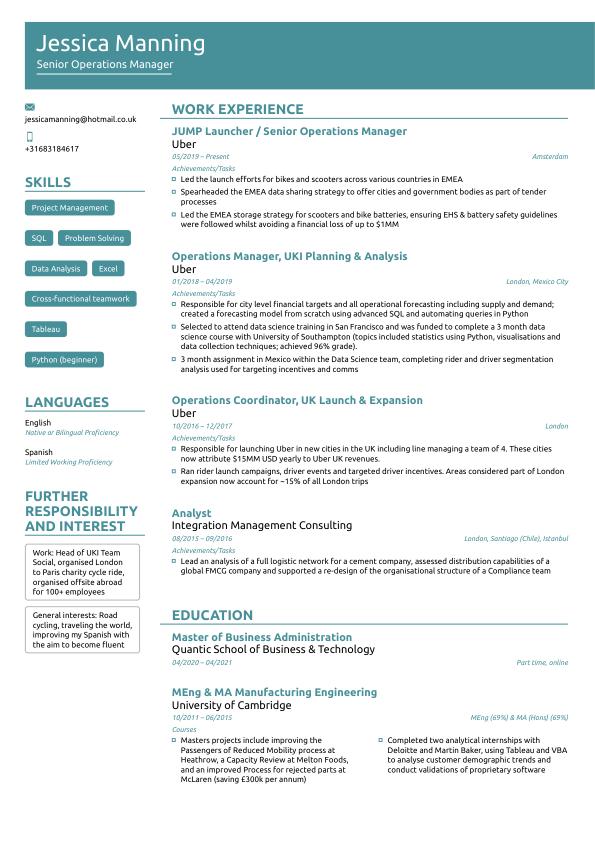 Jessica Manning
Senior Operations Manager
jessicamanning@hotmail.co.uk
+31683184617
SKILLS
Project Management
SQL
Problem Solving
Data Analysis
Excel
Cross-functional teamwork
Tableau
Python (beginner)
LANGUAGES
English
Native or Bilingual Proficiency
Spanish
Limited Working Proficiency
FURTHER
RESPONSIBILITY
AND INTEREST
Work: Head of UKI Team
Social, organised London
to Paris charity cycle ride,
organised offsite abroad
for 100+ employees
General interests: Road
cycling, traveling the world,
improving my Spanish with
the aim to become fluent
WORK EXPERIENCE
JUMP Launcher / Senior Operations Manager
Uber
05/2019 – Present
Amsterdam
Achievements/Tasks
Led the launch efforts for bikes and scooters across various countries in EMEA
Spearheaded the EMEA data sharing strategy to offer cities and government bodies as part of tender
processes
Led the EMEA storage strategy for scooters and bike batteries, ensuring EHS & battery safety guidelines
were followed whilst avoiding a financial loss of up to $1MM
Operations Manager, UKI Planning & Analysis
Uber
01/2018 – 04/2019
London, Mexico City
Achievements/Tasks
Responsible for city level financial targets and all operational forecasting including supply and demand;
created a forecasting model from scratch using advanced SQL and automating queries in Python
Selected to attend data science training in San Francisco and was funded to complete a 3 month data
science course with University of Southampton (topics included statistics using Python, visualisations and
data collection techniques; achieved 96% grade).
3 month assignment in Mexico within the Data Science team, completing rider and driver segmentation
analysis used for targeting incentives and comms
Operations Coordinator, UK Launch & Expansion
Uber
10/2016 – 12/2017
London
Achievements/Tasks
Responsible for launching Uber in new cities in the UK including line managing a team of 4. These cities
now attribute $15MM USD yearly to Uber UK revenues.
Ran rider launch campaigns, driver events and targeted driver incentives. Areas considered part of London
expansion now account for ~15% of all London trips
Analyst
Integration Management Consulting
08/2015 – 09/2016
London, Santiago (Chile), Istanbul
Achievements/Tasks
Lead an analysis of a full logistic network for a cement company, assessed distribution capabilities of a
global FMCG company and supported a re-design of the organisational structure of a Compliance team
EDUCATION
Master of Business Administration
Quantic School of Business & Technology
04/2020 – 04/2021
Part time, online
MEng & MA Manufacturing Engineering
University of Cambridge
10/2011 – 06/2015
MEng (69%) & MA (Hons) (69%)
Courses
Masters projects include improving the
Passengers of Reduced Mobility process at
Heathrow, a Capacity Review at Melton Foods,
and an improved Process for rejected parts at
McLaren (saving £300k per annum)
Completed two analytical internships with
Deloitte and Martin Baker, using Tableau and VBA
to analyse customer demographic trends and
conduct validations of proprietary software